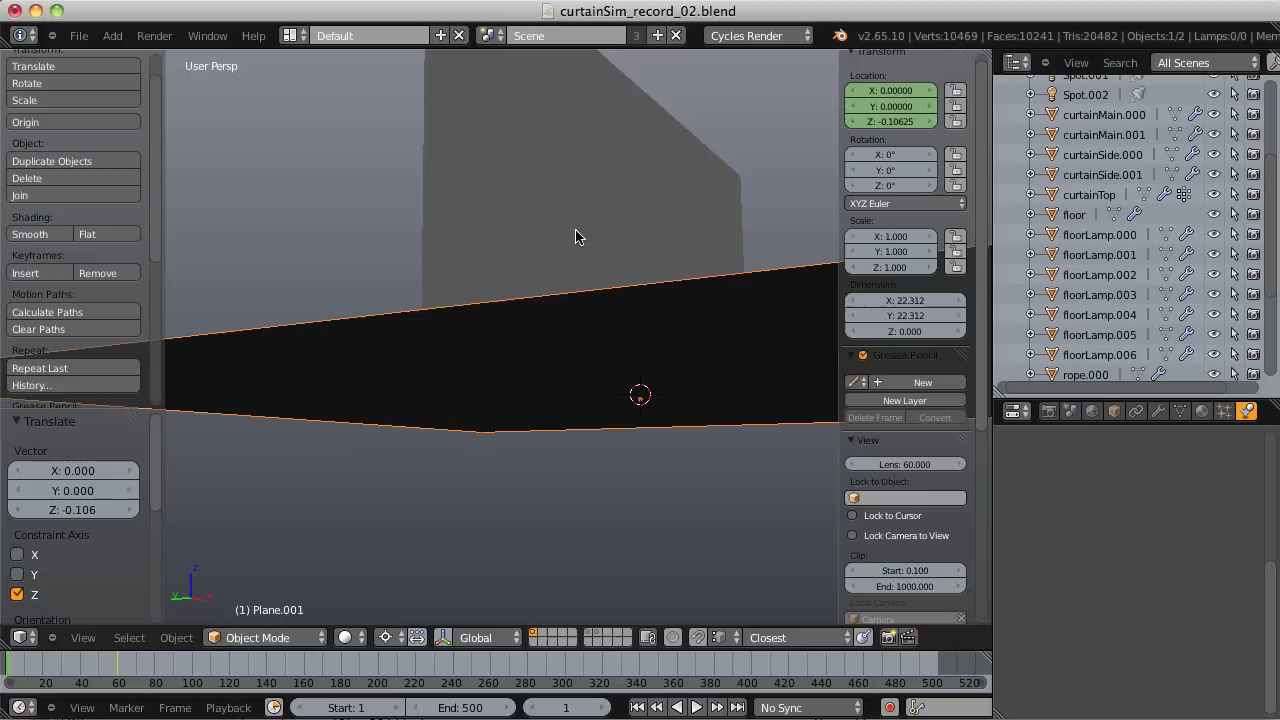 curtainSim_record_02.blend
File Add Render Window Help Default Scene 3 Cycles Render v2.65.10 | Verts:10469 | Faces:10241 | Tris:20482 | Objects:1/2 | Lamps:0/0 | Mem
Transform:
Translate
Rotate
Scale
Origin
Object:
Duplicate Objects
Delete
Join
Shading:
Smooth Flat
Keyframes:
Insert Remove
Motion Paths:
Calculate Paths
Clear Paths
Repeat:
Repeat Last
History...
Grease Pencil:
Translate
Vector
X: 0.000
Y: 0.000
Z: -0.106
Constraint Axis
X
Y
Z
Orientation
User Persp
(1) Plane.001
Transform
Location:
X: 0.00000
Y: 0.00000
Z: -0.10625
Rotation:
X: 0°
Y: 0°
Z: 0°
XYZ Euler
Scale:
X: 1.000
Y: 1.000
Z: 1.000
Dimensions:
X: 22.312
Y: 22.312
Z: 0.000
Grease Pencil
New
New Layer
Delete Frame Convert
View
Lens: 60.000
Lock to Object:
Lock to Cursor
Lock Camera to View
Clip:
Start: 0.100
End: 1000.000
Local Camera:
Camera
View Search All Scenes
Spot.001
Spot.002
curtainMain.000
curtainMain.001
curtainSide.000
curtainSide.001
curtainTop
floor
floorLamp.000
floorLamp.001
floorLamp.002
floorLamp.003
floorLamp.004
floorLamp.005
floorLamp.006
rope.000
View Select Object Object Mode Global Closest
20 40 60 80 100 120 140 160 180 200 220 240 260 280 300 320 340 360 380 400 420 440 460 480 500 520
View Marker Frame Playback Start: 1 End: 500 1 No Sync